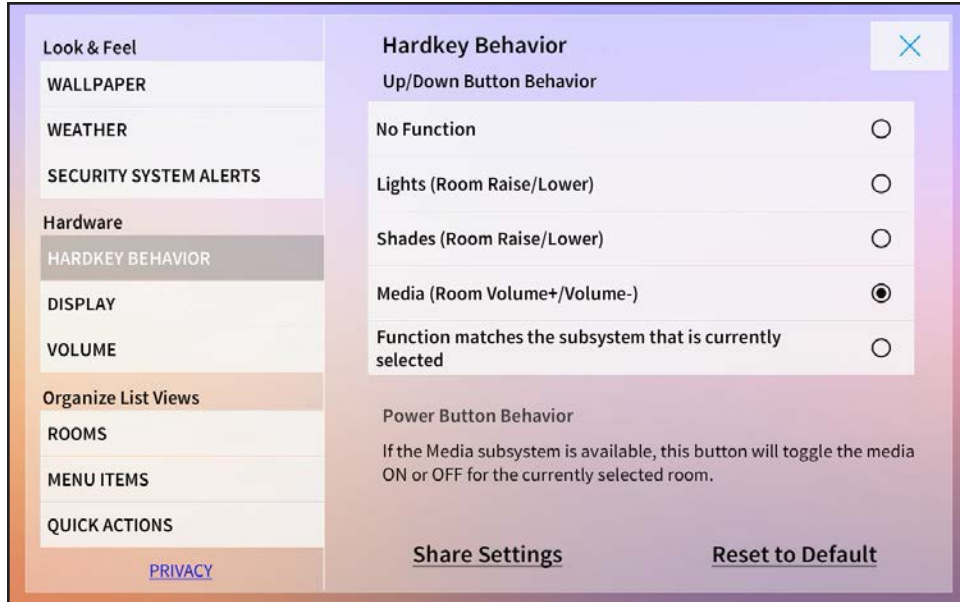 Look & Feel
WALLPAPER
WEATHER
SECURITY SYSTEM ALERTS
Hardware
HARDKEY BEHAVIOR
DISPLAY
VOLUME
Organize List Views
ROOMS
MENU ITEMS
QUICK ACTIONS
PRIVACY
Hardkey Behavior
Up/Down Button Behavior
No Function
Lights (Room Raise/Lower)
Shades (Room Raise/Lower)
Media (Room Volume+/Volume-)
Function matches the subsystem that is currently
selected
Power Button Behavior
If the Media subsystem is available, this button will toggle the media
ON or OFF for the currently selected room.
Share Settings
Reset to Default